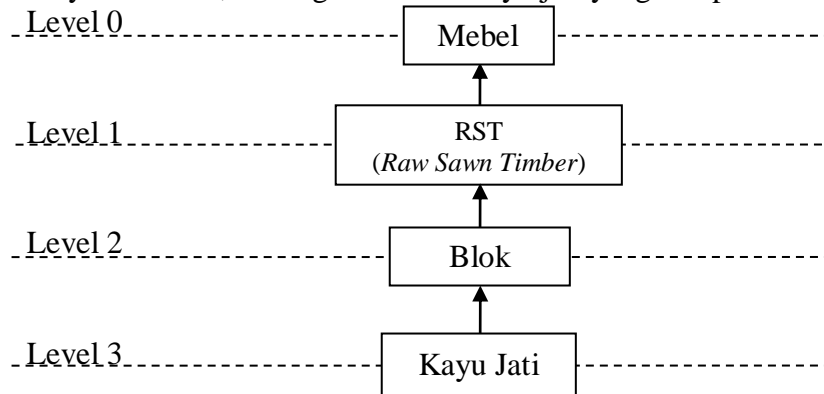 Level 0
Mebel
Level 1
RST
(Raw Sawn Timber)
Level 2
Blok
Level 3
Kayu Jati